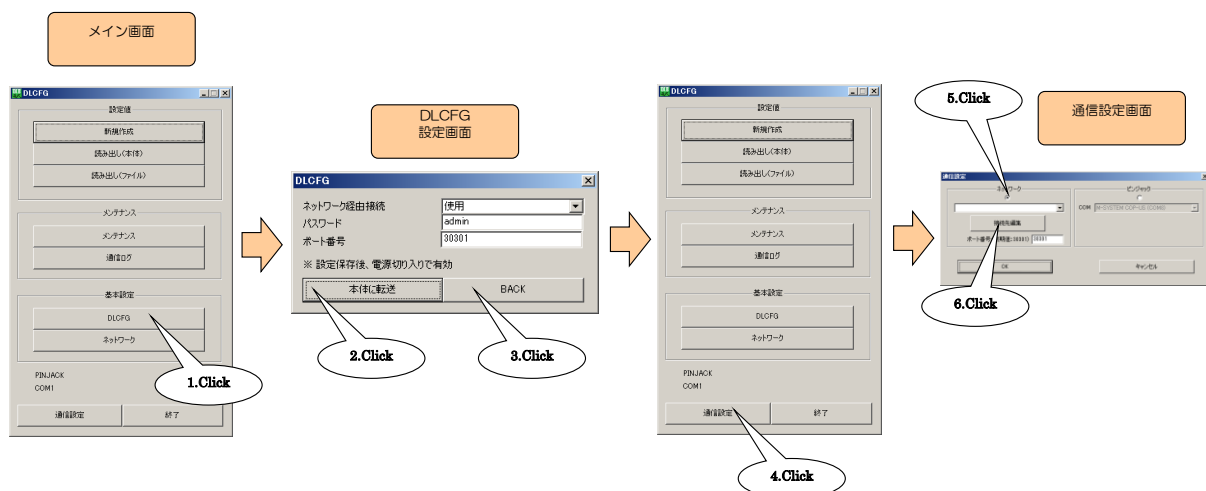 メイン画面
DLCFG
設定値
新規作成
読み出し(本体)
読み出し(ファイル)
メンテナンス
メンテナンス
通信ログ
基本設定
DLCFG
ネットワーク
PINJACK
COM1
通信設定 終了
1.Click
DLCFG
設定画面
DLCFG
ネットワーク経由接続 使用
パスワード admin
ポート番号 30301
※ 設定保存後、電源切り入りで有効
本体に転送 BACK
2.Click
3.Click
DLCFG
設定値
新規作成
読み出し(本体)
読み出し(ファイル)
メンテナンス
メンテナンス
通信ログ
基本設定
DLCFG
ネットワーク
PINJACK
COM1
通信設定 終了
4.Click
5.Click
通信設定画面
通信設定
ネットワーク ピンジャック
COM
接続先編集
ポート番号 30301
OK キャンセル
6.Click